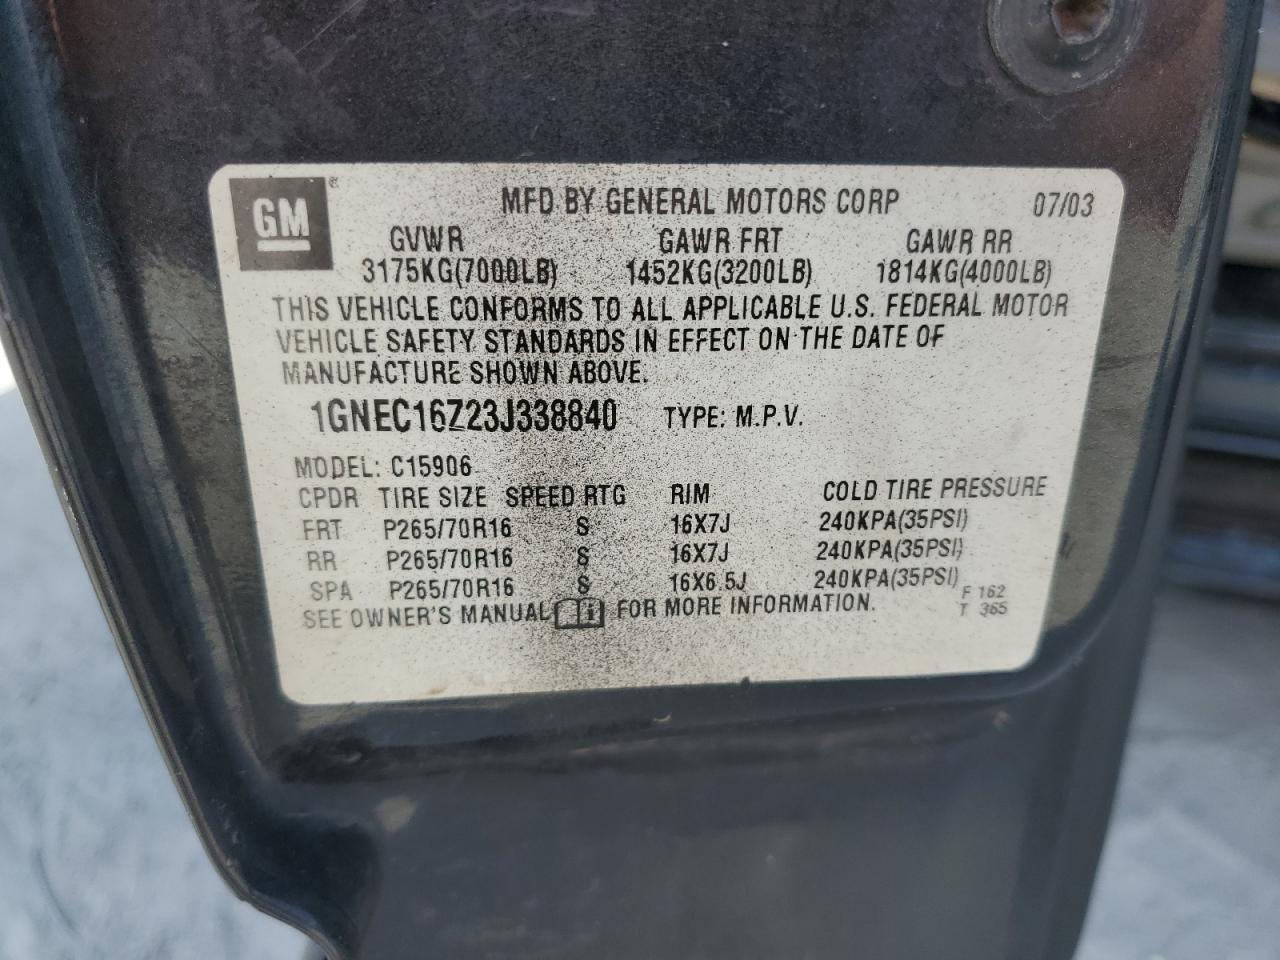 GM ® MFD BY GENERAL MOTORS CORP 07/03
GVWR GAWR FRT GAWR RR
3175KG(7000LB) 1452KG(3200LB) 1814KG(4000LB)
THIS VEHICLE CONFORMS TO ALL APPLICABLE U.S. FEDERAL MOTOR
VEHICLE SAFETY STANDARDS IN EFFECT ON THE DATE OF
MANUFACTURE SHOWN ABOVE.
1GNEC16Z23J338840 TYPE: M.P.V.
MODEL: C15906
CPDR TIRE SIZE SPEED RTG RIM COLD TIRE PRESSURE
FRT P265/70R16 S 16X7J 240KPA(35PSI)
RR P265/70R16 S 16X7J 240KPA(35PSI)
SPA P265/70R16 S 16X6.5J 240KPA(35PSI) F 162
SEE OWNER'S MANUAL FOR MORE INFORMATION. T 365